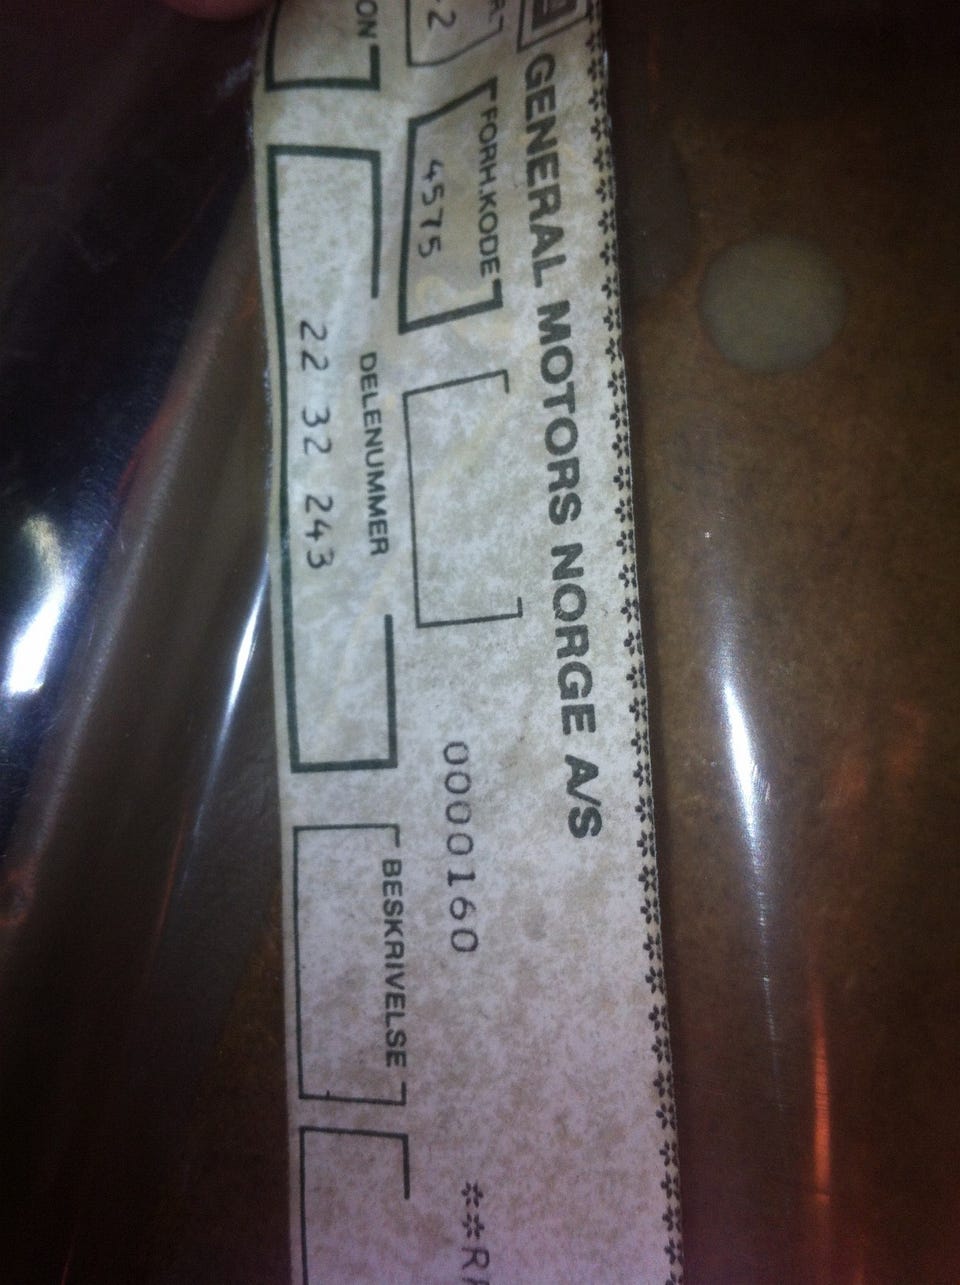 GENERAL MOTORS NORGE A/S
FORH.KODE
4575
0000160
DELENUMMER
22 32 243
BESKRIVELSE